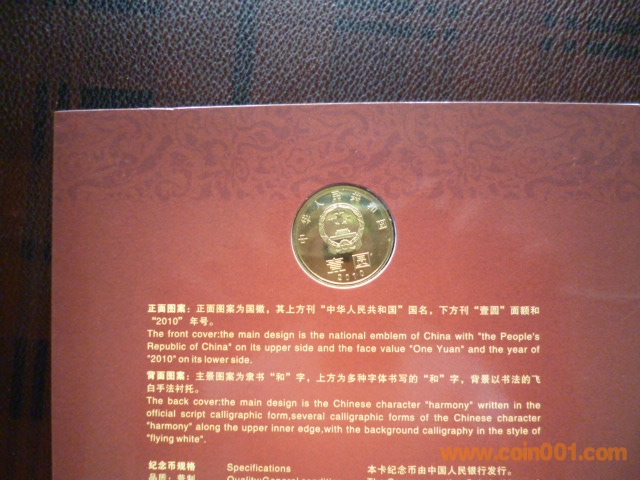 中华人民共和国
壹圆
2010
正面图案：正面图案为国徽，其上方刊“中华人民共和国”国名，下方刊“壹圆”面额和
“2010”年号。
The front cover:the main design is the national emblem of China with "the People's
Republic of China" on its upper side and the face value "One Yuan" and the year of
"2010" on its lower side.
背面图案：主景图案为隶书“和”字，上方为多种字体书写的“和”字，背景以书法的飞
白手法衬托。
The back cover:the main design is the Chinese character "harmony" written in the
official script calligraphic form,several calligraphic forms of the Chinese character
"harmony" along the upper inner edge,with the background calligraphy in the style of
"flying white".
纪念币规格 Specifications 本卡纪念币由中国人民银行发行。
品质：普制 Quality:General condition
www.coin001.com